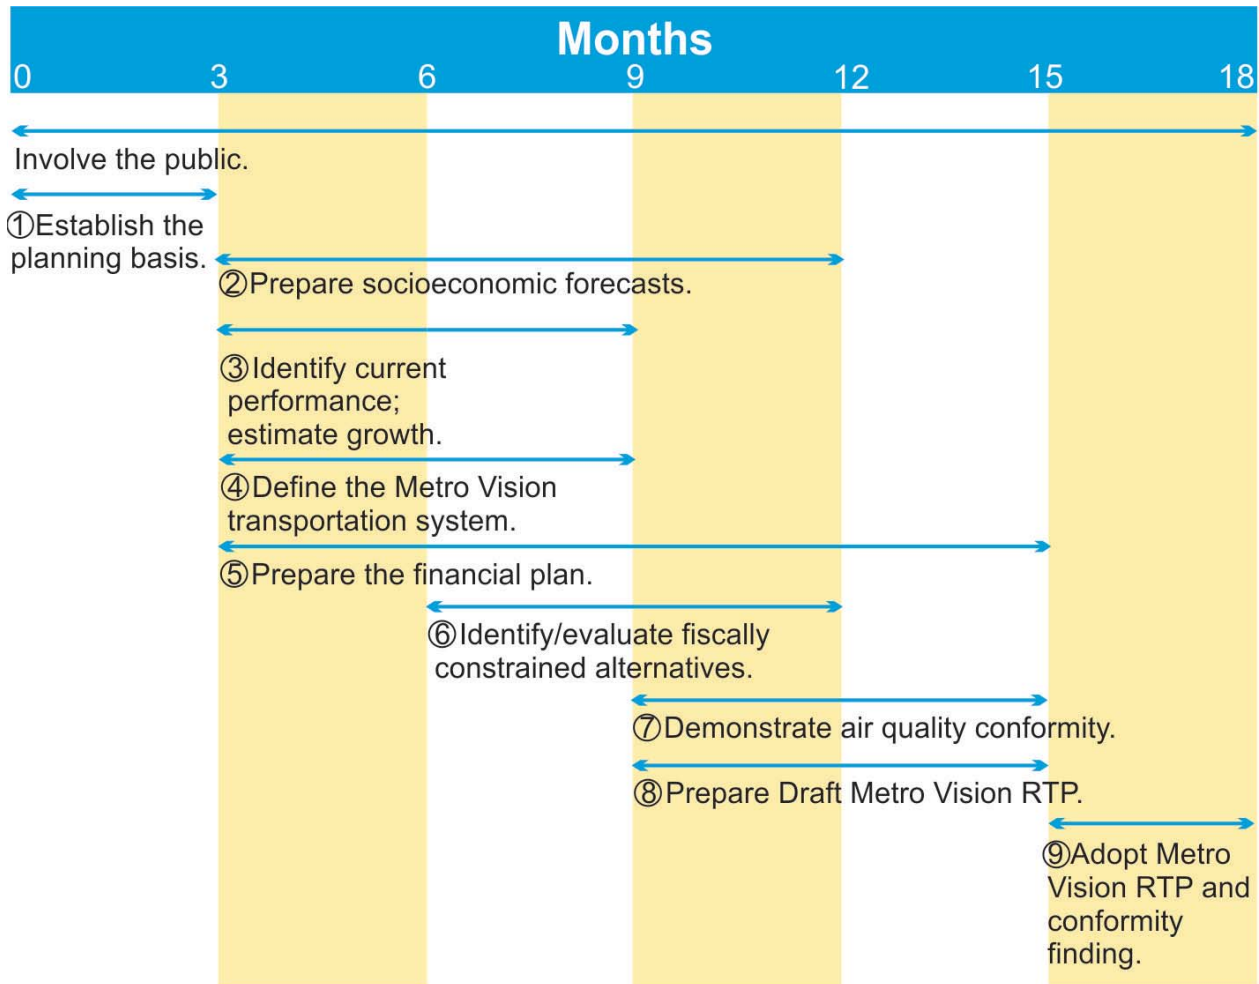 Months
0 3 6 9 12 15 18
Involve the public.
①Establish the
planning basis.
②Prepare socioeconomic forecasts.
③Identify current
performance;
estimate growth.
④Define the Metro Vision
transportation system.
⑤Prepare the financial plan.
⑥Identify/evaluate fiscally
constrained alternatives.
⑦Demonstrate air quality conformity.
⑧Prepare Draft Metro Vision RTP.
⑨Adopt Metro
Vision RTP and
conformity
finding.